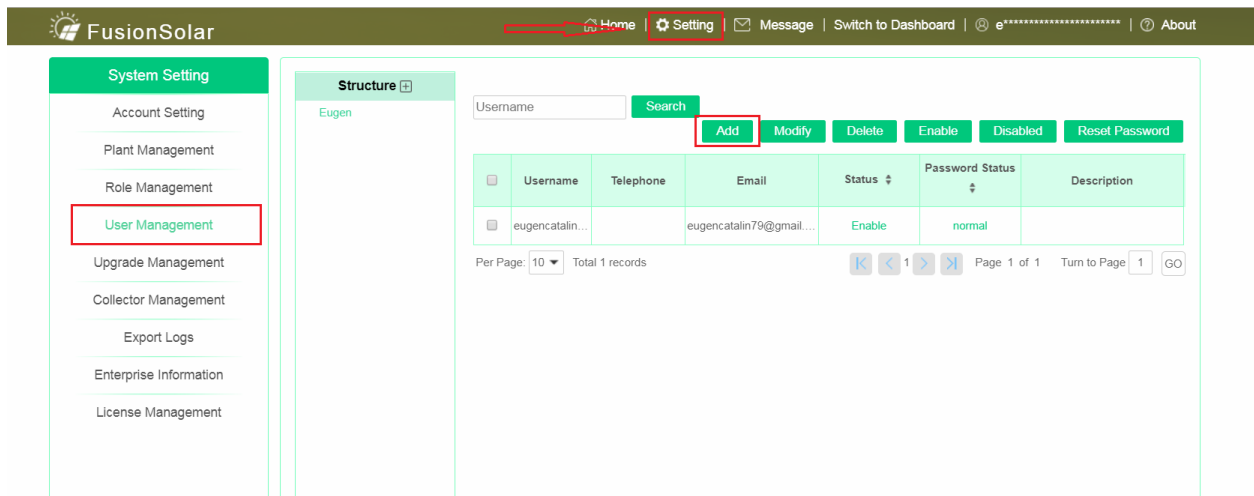 FusionSolar
Home | Setting | Message | Switch to Dashboard | e*********************** | About
System Setting
Account Setting
Plant Management
Role Management
User Management
Upgrade Management
Collector Management
Export Logs
Enterprise Information
License Management
Structure
Eugen
Username Search
Add Modify Delete Enable Disabled Reset Password
Username Telephone Email Status Password Status Description
eugencatalin... eugencatalin79@gmail.... Enable normal
Per Page: 10 Total 1 records 1 Page 1 of 1 Turn to Page 1 GO